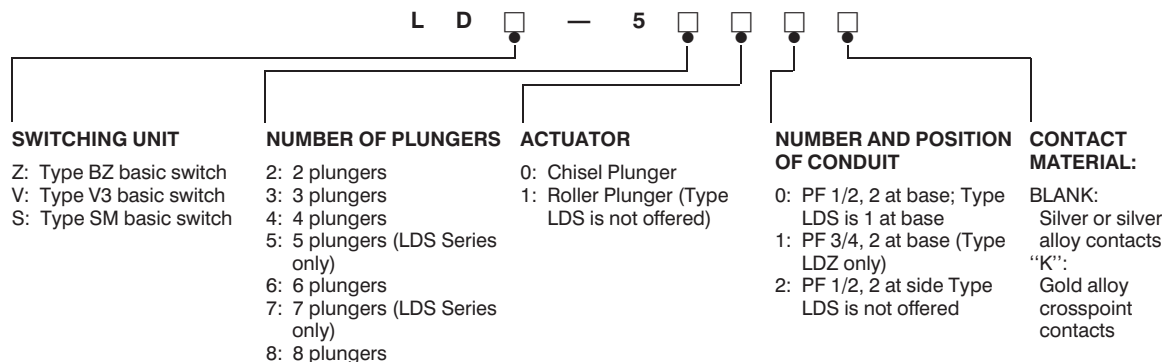 L D □ — 5 □ □ □ □
SWITCHING UNIT
Z: Type BZ basic switch
V: Type V3 basic switch
S: Type SM basic switch
NUMBER OF PLUNGERS
2: 2 plungers
3: 3 plungers
4: 4 plungers
5: 5 plungers (LDS Series
only)
6: 6 plungers
7: 7 plungers (LDS Series
only)
8: 8 plungers
ACTUATOR
0: Chisel Plunger
1: Roller Plunger (Type
LDS is not offered)
NUMBER AND POSITION
OF CONDUIT
0: PF 1/2, 2 at base; Type
LDS is 1 at base
1: PF 3/4, 2 at base (Type
LDZ only)
2: PF 1/2, 2 at side Type
LDS is not offered
CONTACT
MATERIAL:
BLANK:
Silver or silver
alloy contacts
‘‘K’’:
Gold alloy
crosspoint
contacts